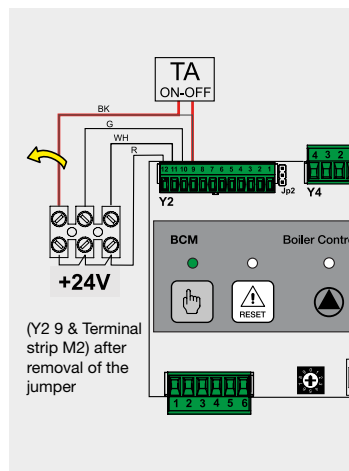 TA
ON-OFF
BK
G
WH
R
12 11 10 9 8 7 6 5 4 3 2 1
Y2
Jp2
4 3 2
Y4
+24V
BCM
Boiler Contro
RESET
(Y2 9 & Terminal
strip M2) after
removal of the
jumper
1 2 3 4 5 6